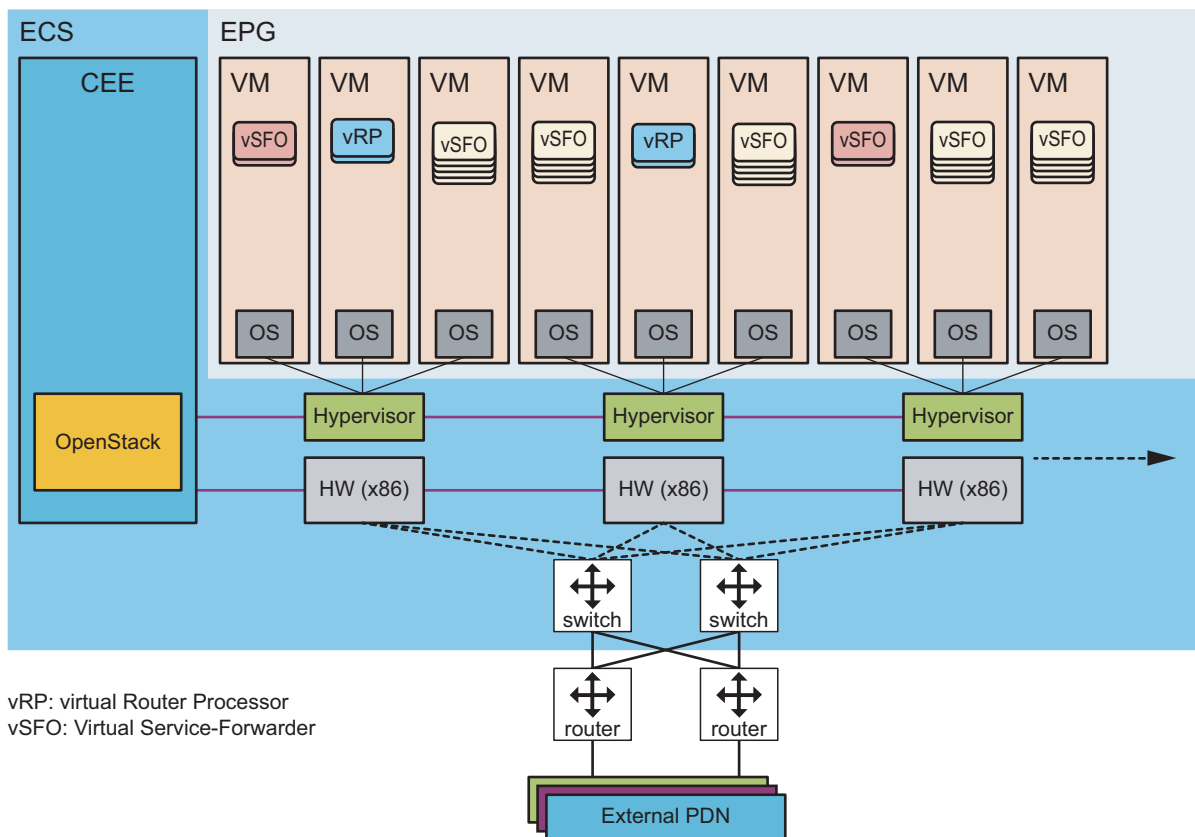 ECS
EPG
CEE
VM
VM
VM
VM
VM
VM
VM
VM
VM
vSFO
vRP
vSFO
vSFO
vRP
vSFO
vSFO
vSFO
vSFO
OS
OS
OS
OS
OS
OS
OS
OS
OS
OpenStack
Hypervisor
Hypervisor
Hypervisor
HW (x86)
HW (x86)
HW (x86)
switch
switch
vRP: virtual Router Processor
vSFO: Virtual Service-Forwarder
router
router
External PDN